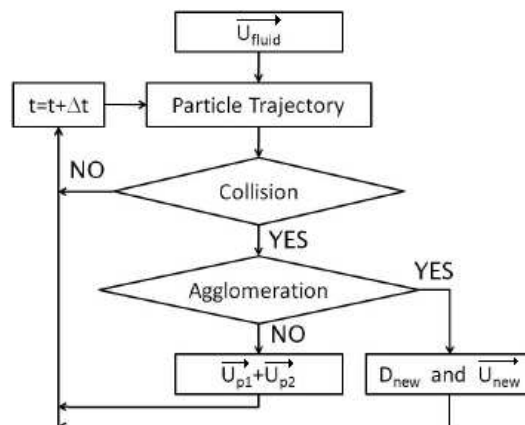 U_fluid
t=t+Δt
Particle Trajectory
NO
Collision
YES
YES
Agglomeration
NO
U_p1+U_p2
D_new and U_new